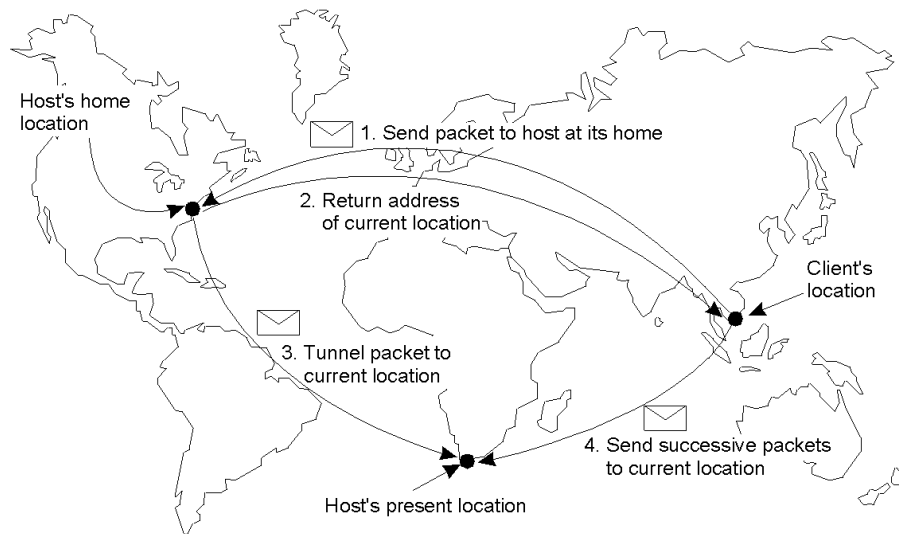 Host's home
location
1. Send packet to host at its home
2. Return address
of current location
Client's
location
3. Tunnel packet to
current location
4. Send successive packets
to current location
Host's present location